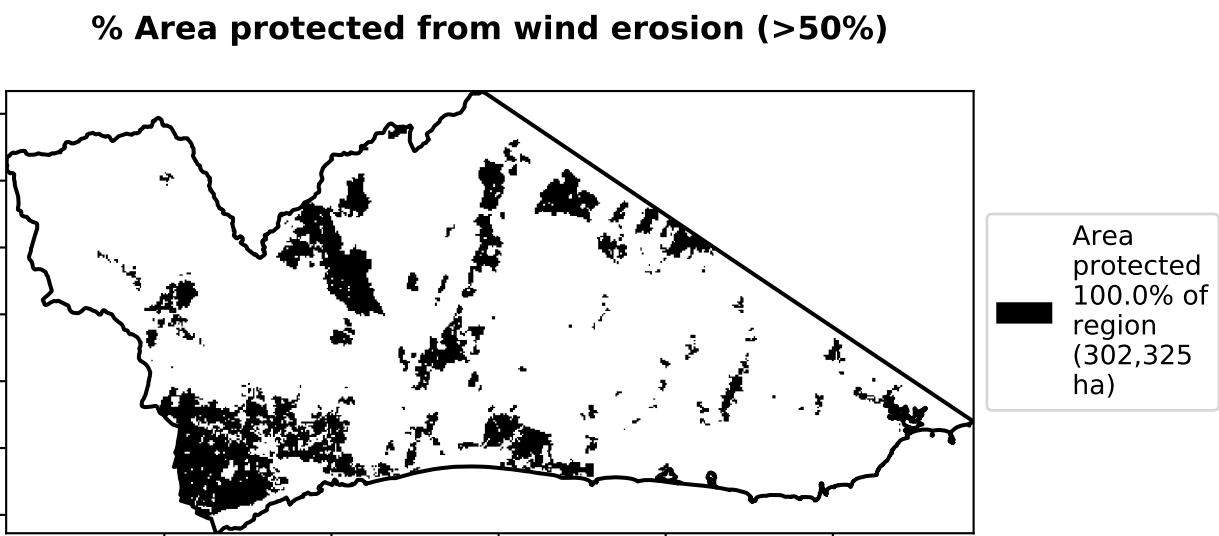 % Area protected from wind erosion (>50%)
Area
protected
100.0% of
region
(302,325
ha)